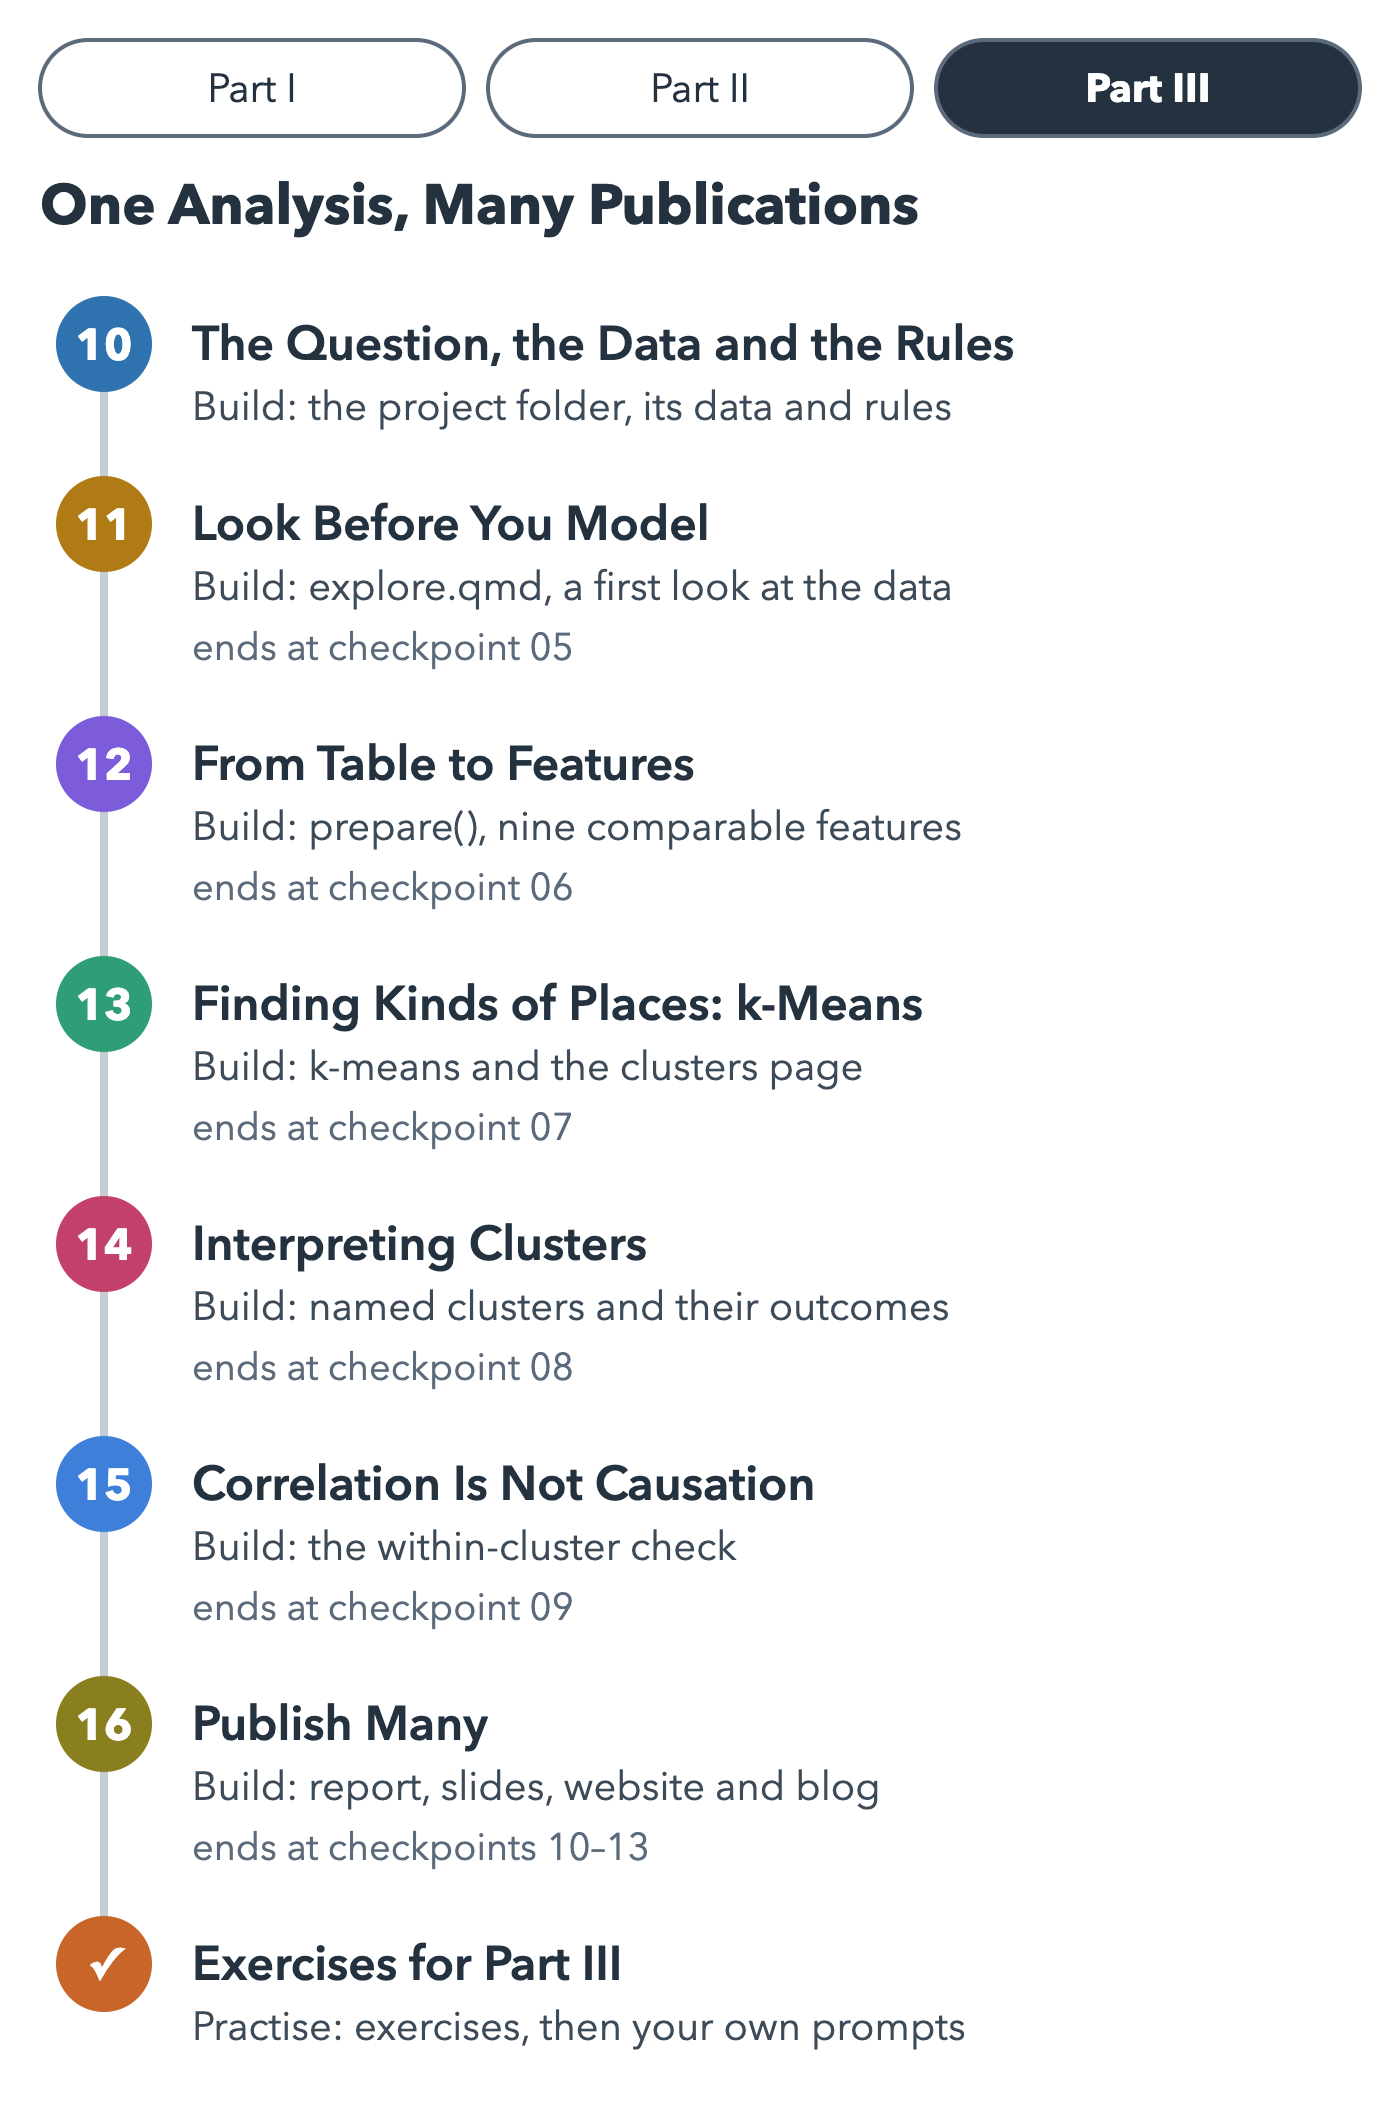 Part I
Part II
Part III
One Analysis, Many Publications
10
The Question, the Data and the Rules
Build: the project folder, its data and rules
11
Look Before You Model
Build: explore.qmd, a first look at the data
ends at checkpoint 05
12
From Table to Features
Build: prepare(), nine comparable features
ends at checkpoint 06
13
Finding Kinds of Places: k-Means
Build: k-means and the clusters page
ends at checkpoint 07
14
Interpreting Clusters
Build: named clusters and their outcomes
ends at checkpoint 08
15
Correlation Is Not Causation
Build: the within-cluster check
ends at checkpoint 09
16
Publish Many
Build: report, slides, website and blog
ends at checkpoints 10–13
✓
Exercises for Part III
Practise: exercises, then your own prompts